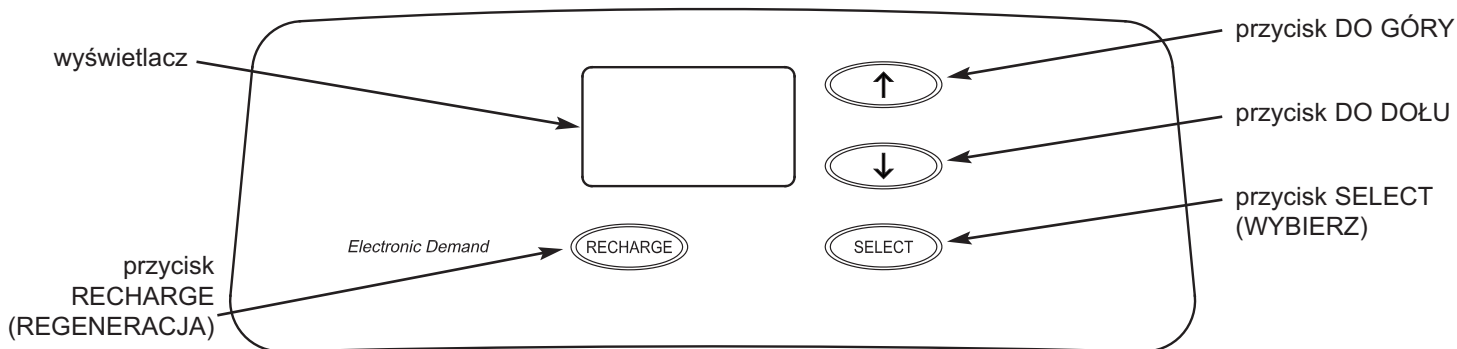 przycisk DO GÓRY
wyświetlacz
przycisk DO DOŁU
przycisk SELECT
(WYBIERZ)
Electronic Demand
RECHARGE
SELECT
przycisk
RECHARGE
(REGENERACJA)